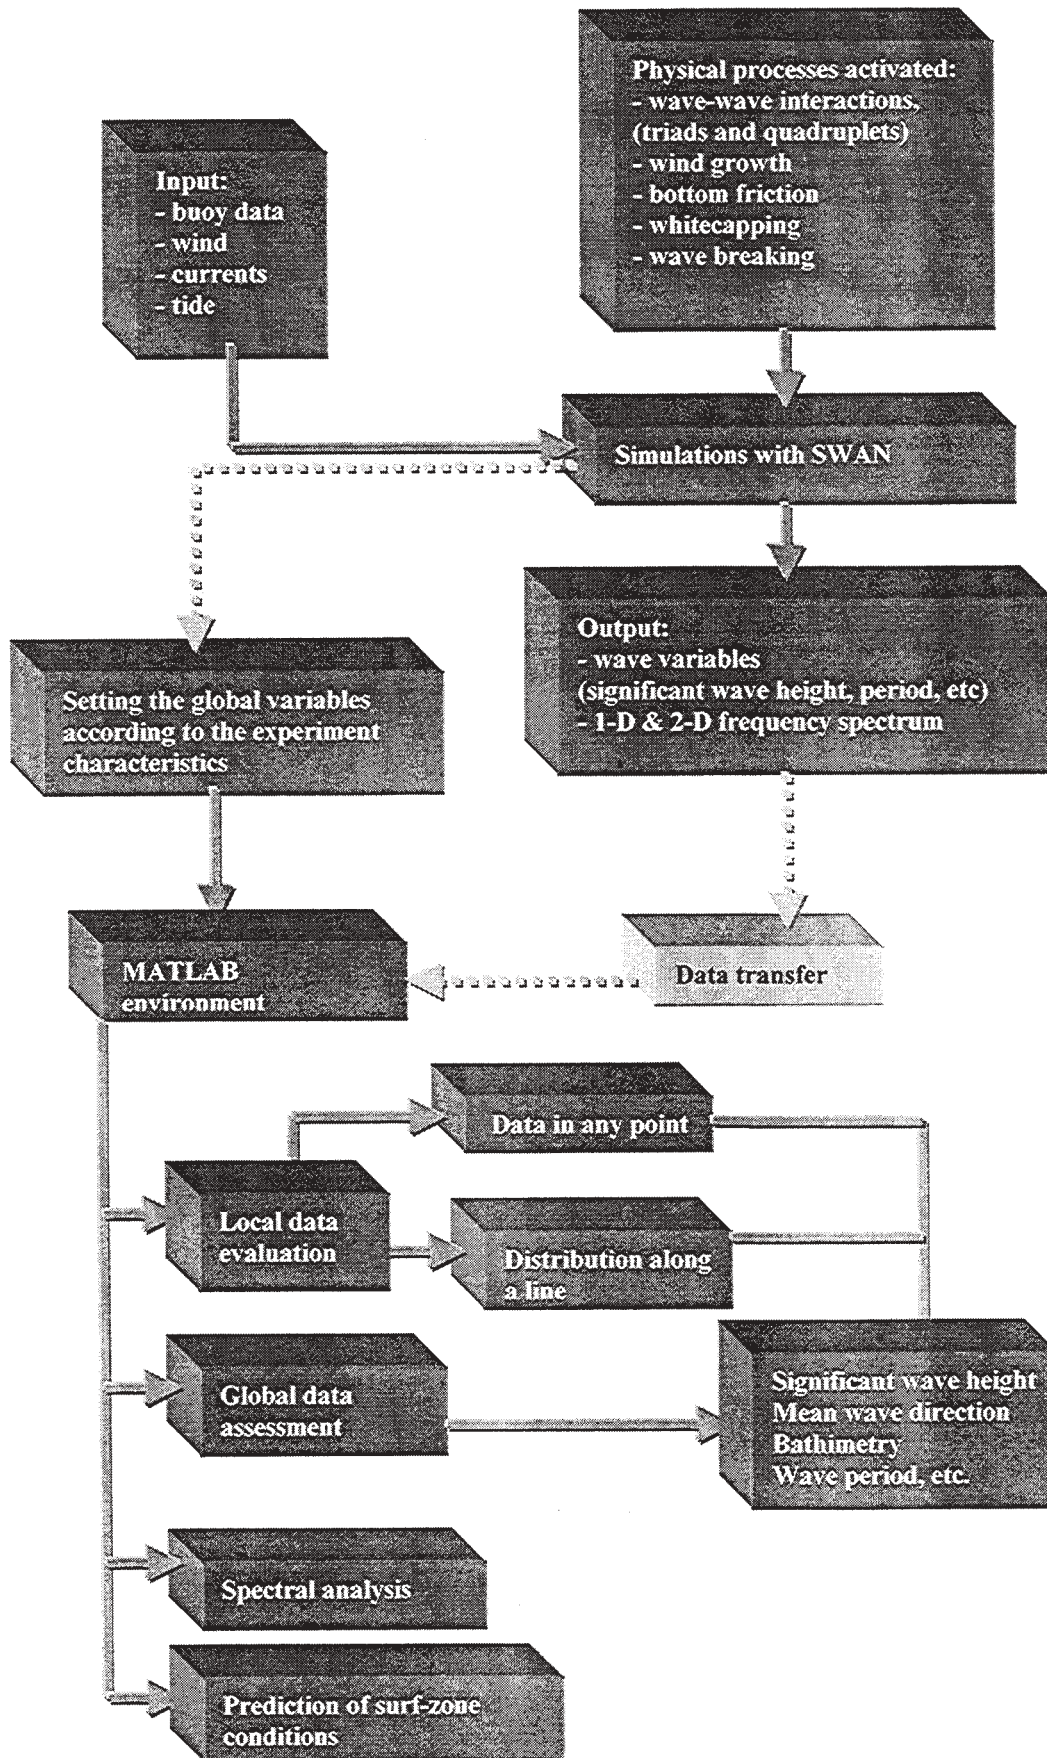 Physical processes activated:
- wave-wave interactions,
(triads and quadruplets)
- wind growth
- bottom friction
- whitecapping
- wave breaking
Input:
- buoy data
- wind
- currents
- tide
Simulations with SWAN
Output:
- wave variables
(significant wave height, period, etc)
- 1-D & 2-D frequency spectrum
Setting the global variables
according to the experiment
characteristics
MATLAB
environment
Data transfer
Data in any point
Local data
evaluation
Distribution along
a line
Global data
assessment
Significant wave height
Mean wave direction
Bathimetry
Wave period, etc.
Spectral analysis
Prediction of surf-zone
conditions